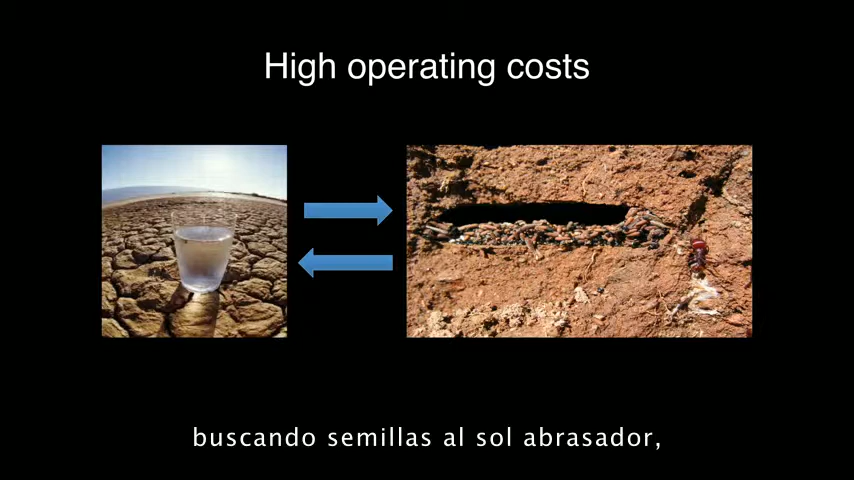 High operating costs
buscando semillas al sol abrasador,